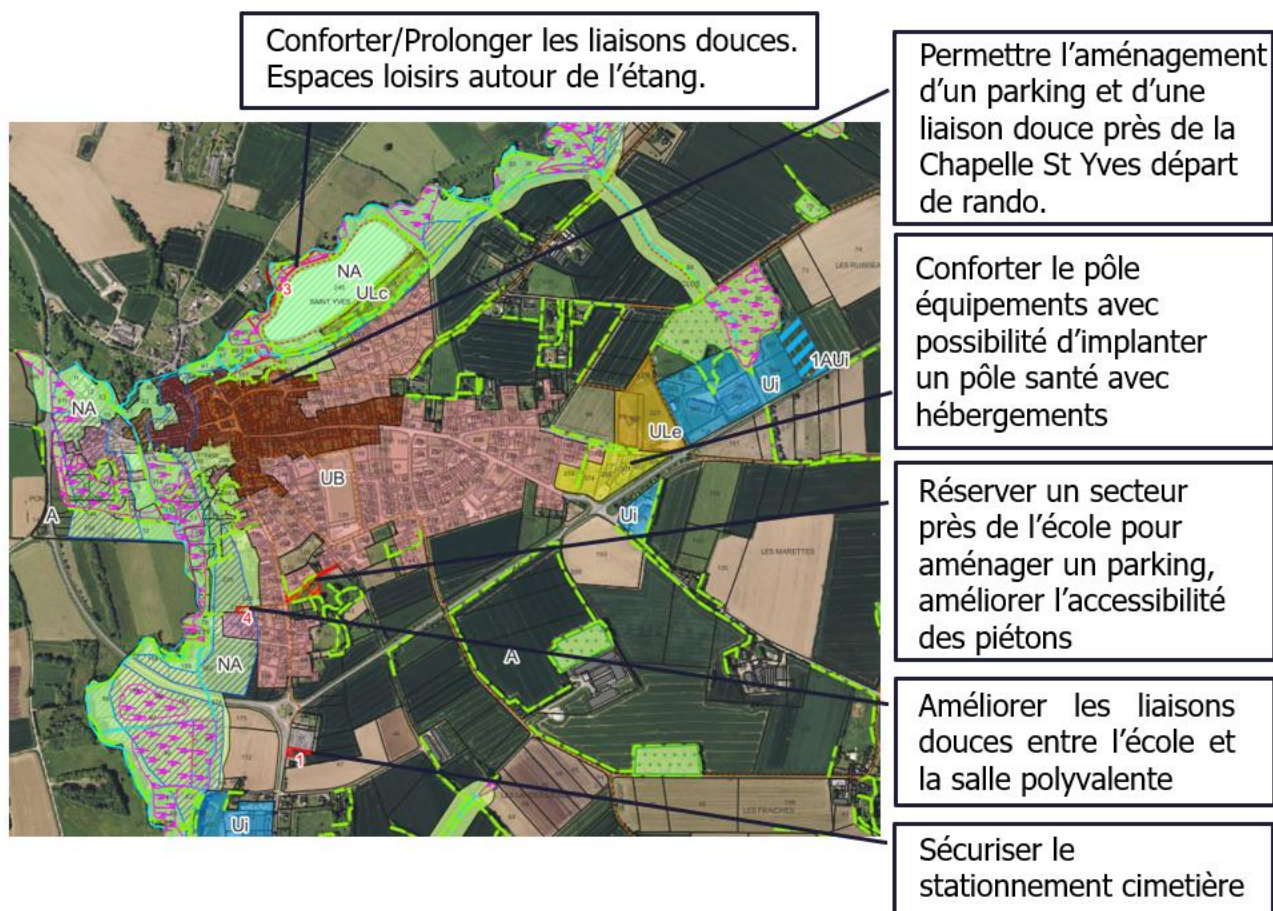 Conforter/Prolonger les liaisons douces.
Espaces loisirs autour de l'étang.
Permettre l'aménagement
d'un parking et d'une
liaison douce près de la
Chapelle St Yves départ
de rando.
Conforter le pôle
équipements avec
possibilité d'implanter
un pôle santé avec
hébergements
Réserver un secteur
près de l'école pour
aménager un parking,
améliorer l'accessibilité
des piétons
Améliorer les liaisons
douces entre l'école et
la salle polyvalente
Sécuriser le
stationnement cimetière
NA
3
ULc
SAINT YVES
1AUi
Ui
NA
ULe
UB
Ui
A
LES MARETTES
4
A
NA
1
Ui
LES FRAICHES